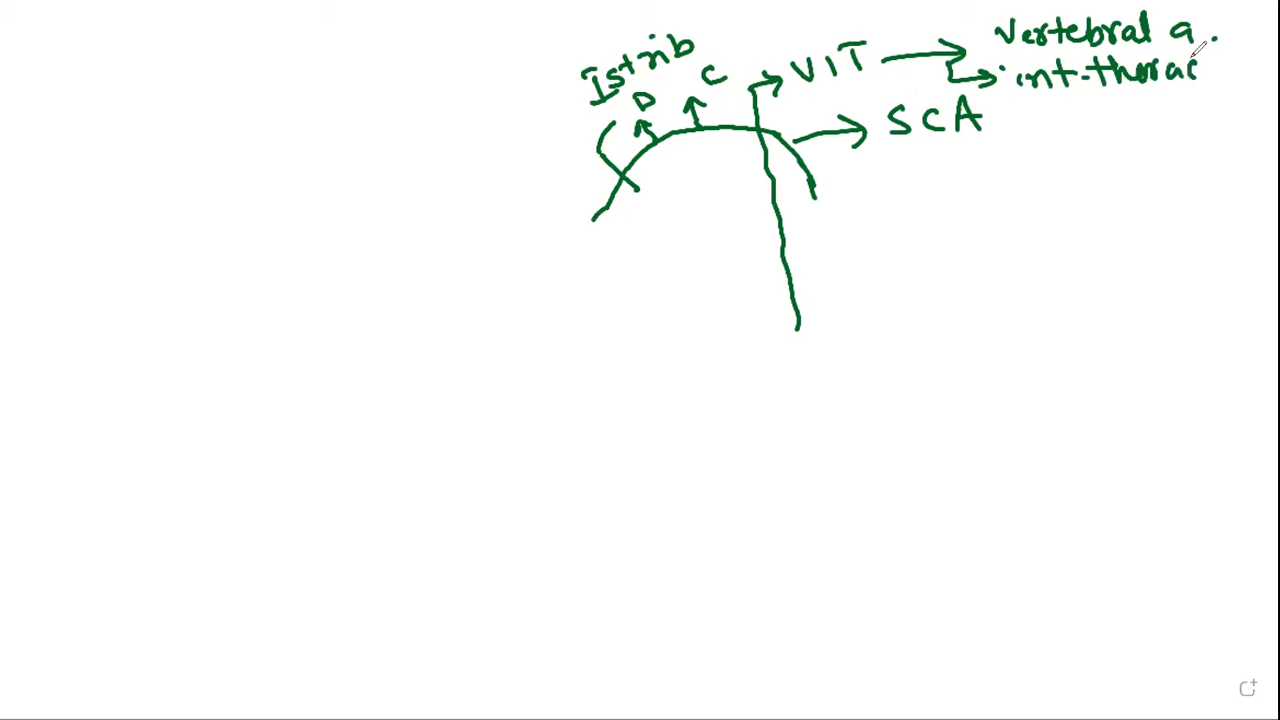 Vertebral a.
Ist rib
VIT
int-thorac
D
C
SCA